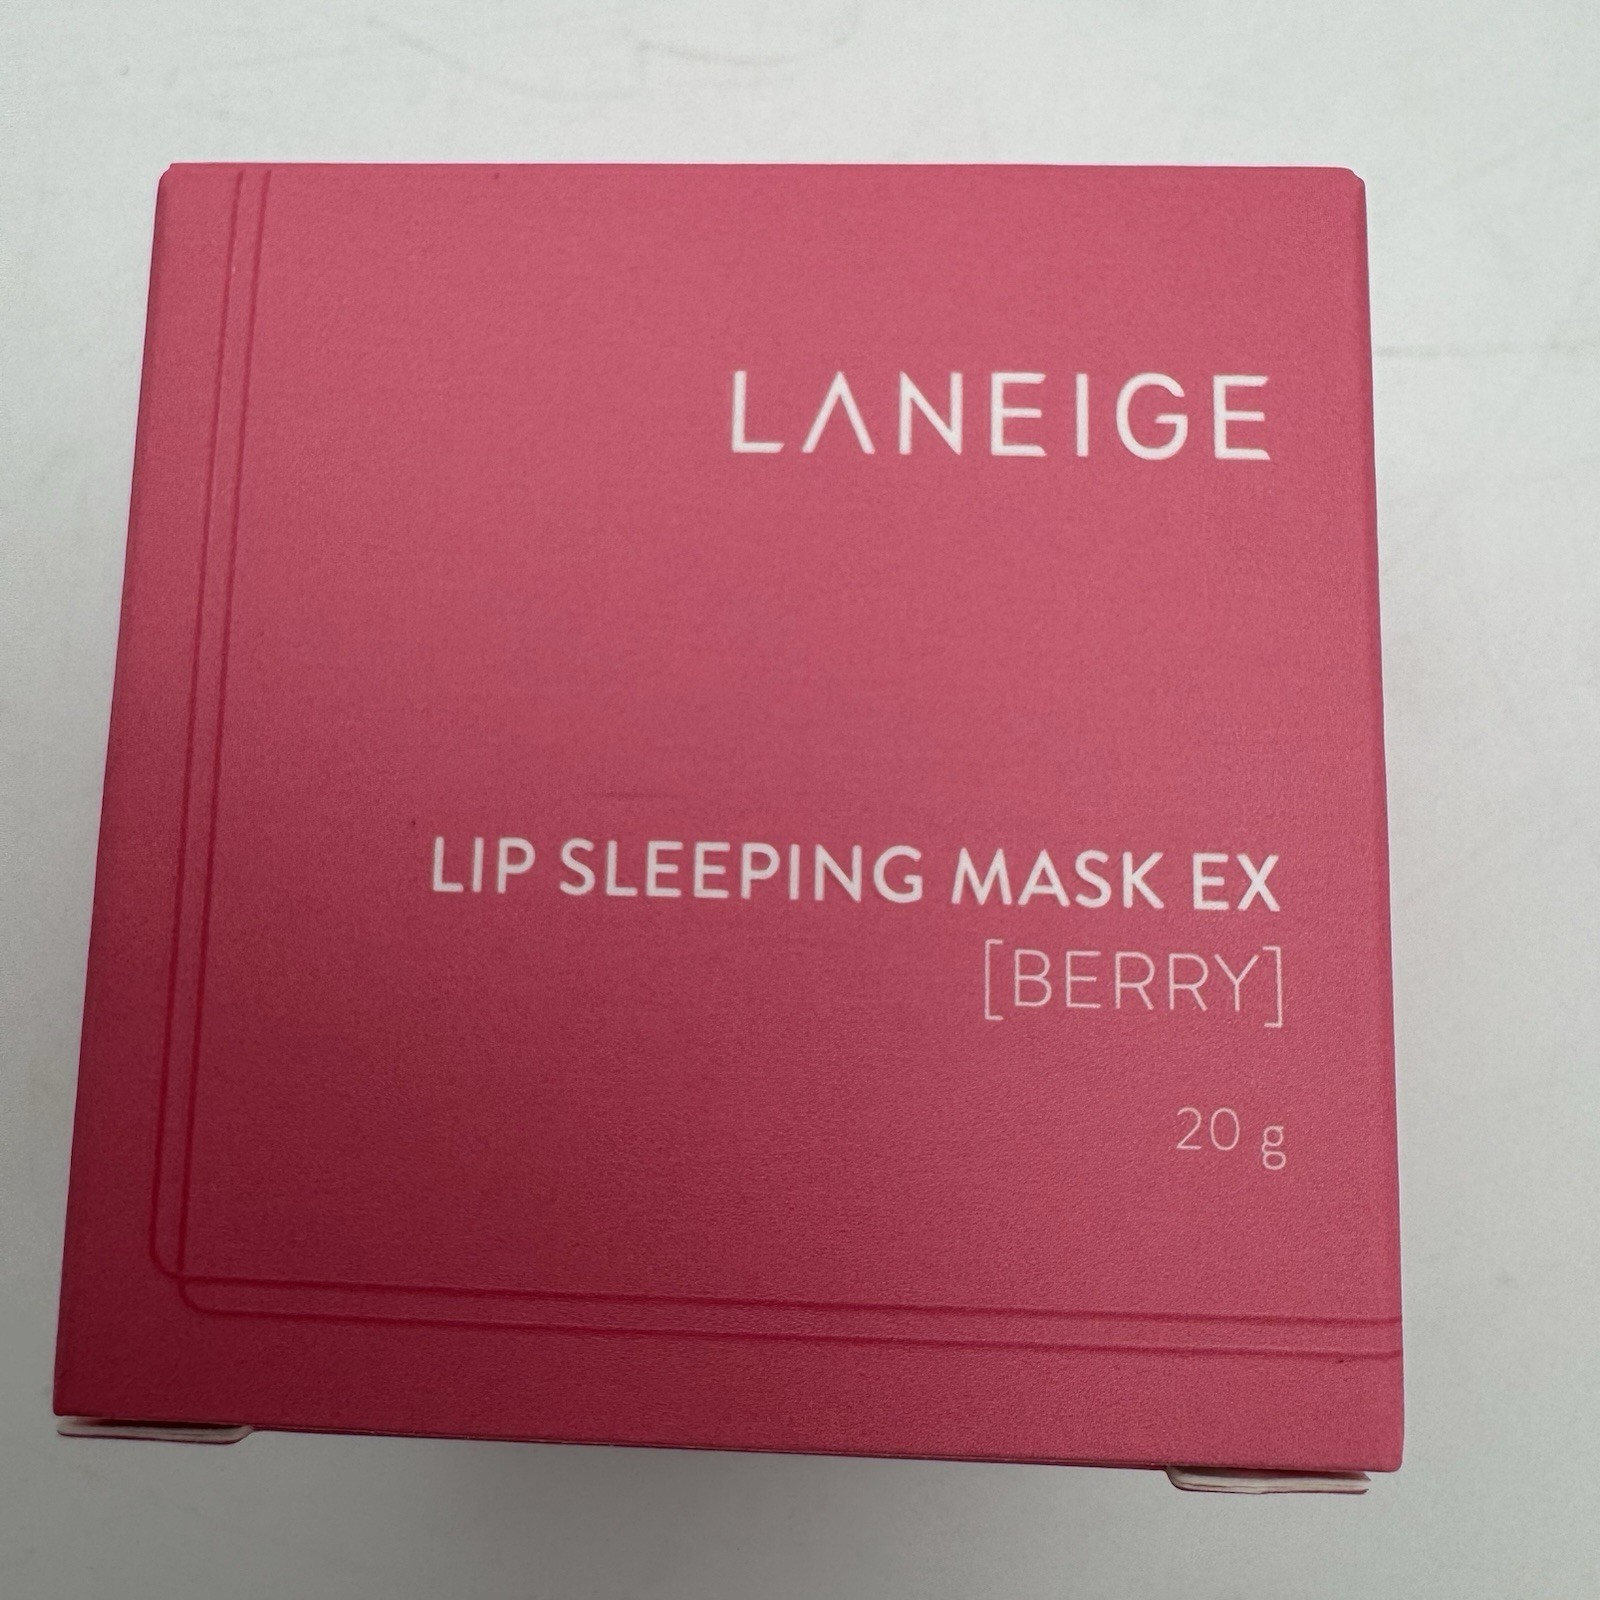 LANEIGE
LIP SLEEPING MASK EX
[BERRY]
20 g